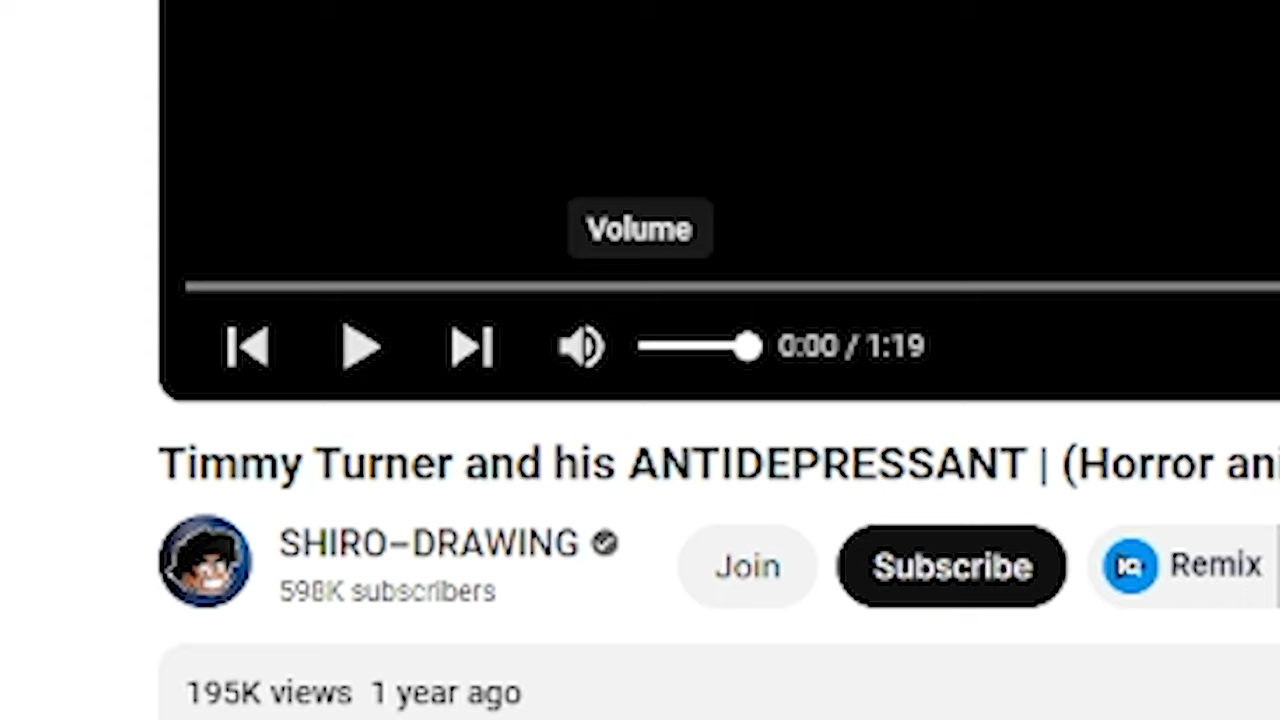 Volume
0:00 / 1:19
Timmy Turner and his ANTIDEPRESSANT | (Horror ani
SHIRO-DRAWING
598K subscribers
Join
Subscribe
Remix
195K views 1 year ago